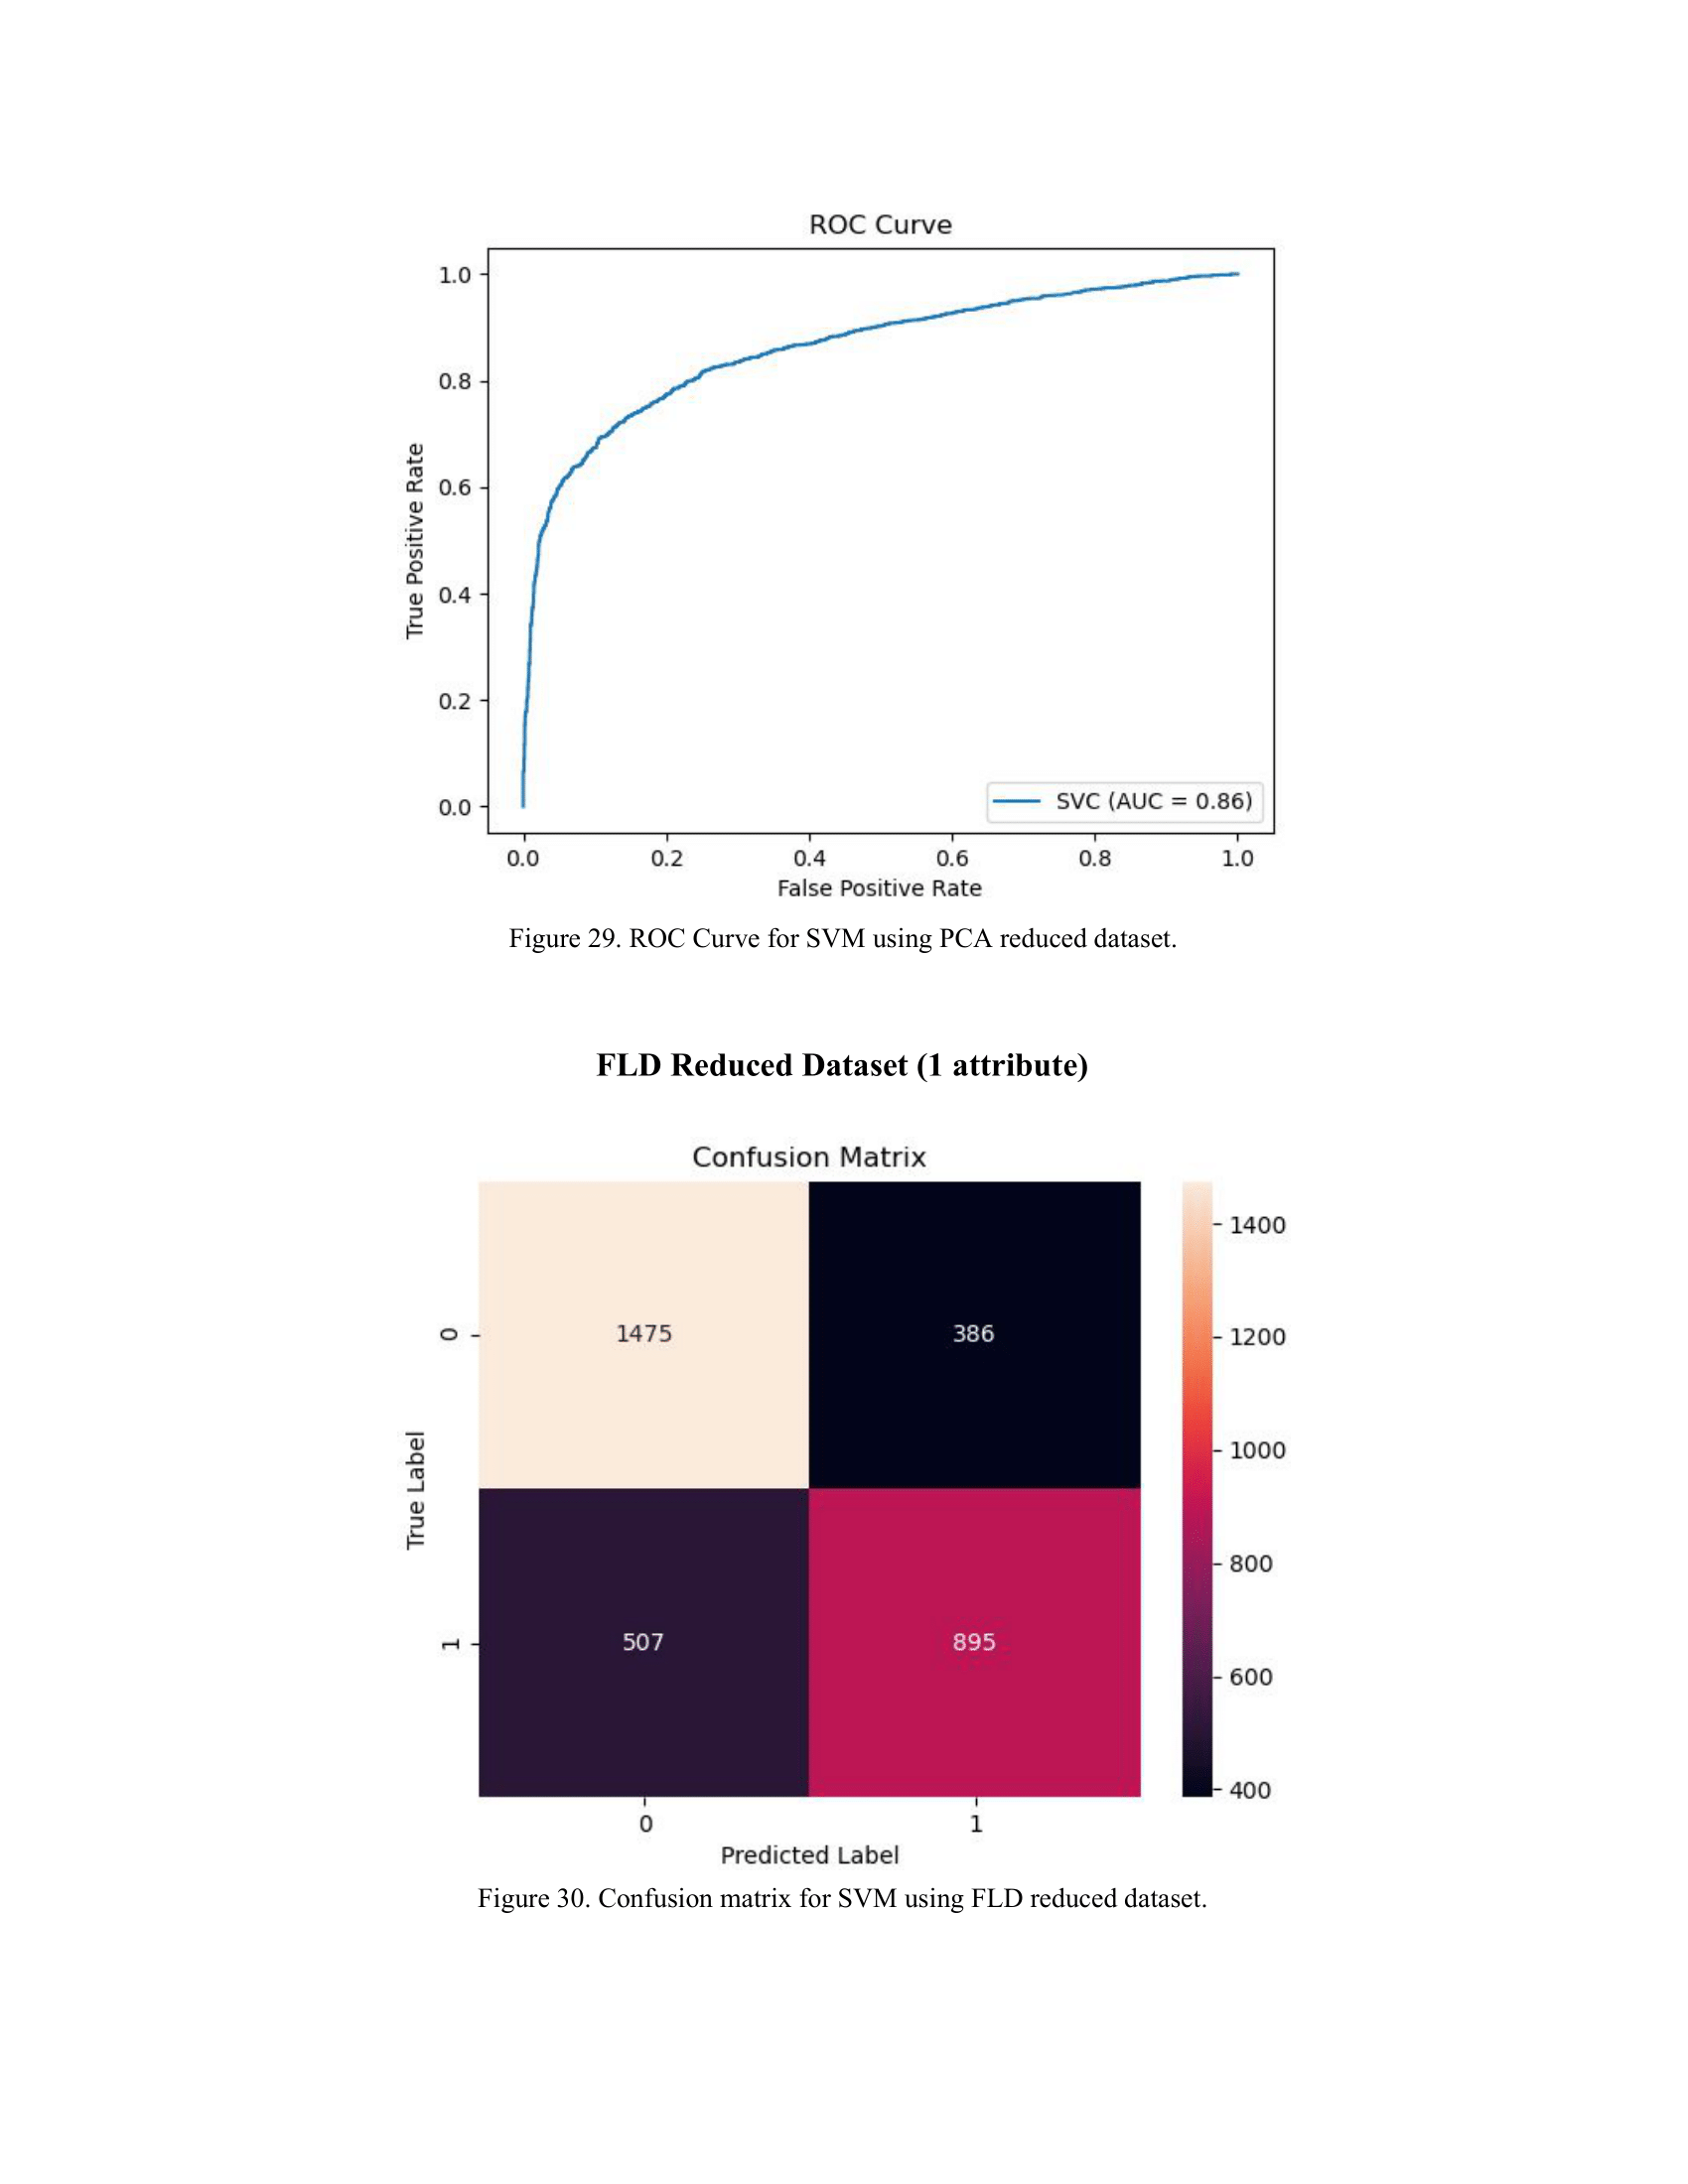 ROC Curve
1.0
0.8
0.6
0.4
0.2
0.0
True Positive Rate
SVC (AUC = 0.86)
0.0 0.2 0.4 0.6 0.8 1.0
False Positive Rate
Figure 29. ROC Curve for SVM using PCA reduced dataset.
FLD Reduced Dataset (1 attribute)
Confusion Matrix
True Label
0
1475 386
1
507 895
0 1
Predicted Label
1400
1200
1000
800
600
400
Figure 30. Confusion matrix for SVM using FLD reduced dataset.